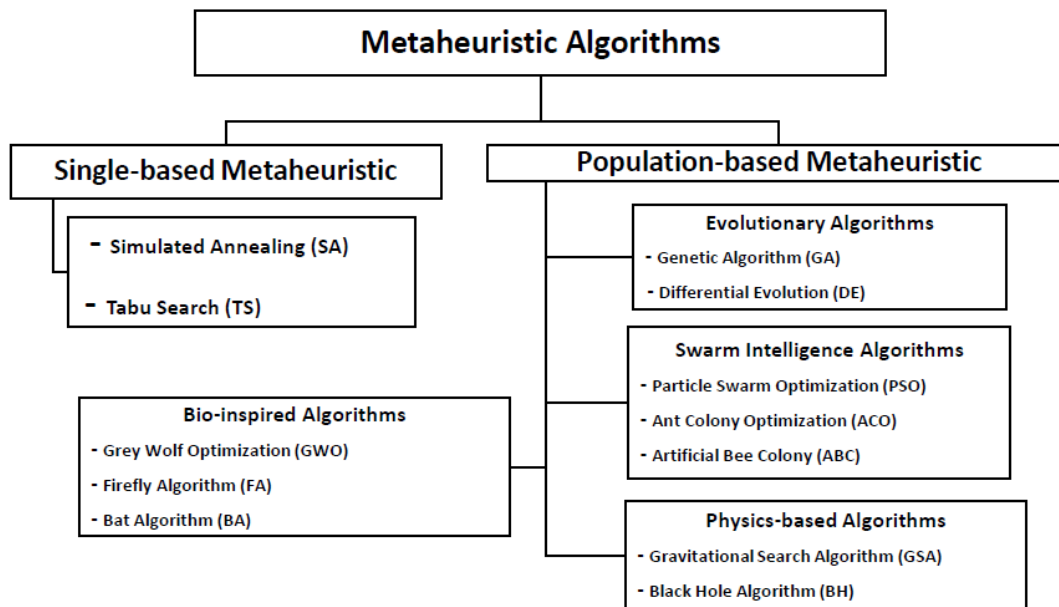 Metaheuristic Algorithms
Single-based Metaheuristic
- Simulated Annealing (SA)
- Tabu Search (TS)
Population-based Metaheuristic
Evolutionary Algorithms
- Genetic Algorithm (GA)
- Differential Evolution (DE)
Swarm Intelligence Algorithms
- Particle Swarm Optimization (PSO)
- Ant Colony Optimization (ACO)
- Artificial Bee Colony (ABC)
Bio-inspired Algorithms
- Grey Wolf Optimization (GWO)
- Firefly Algorithm (FA)
- Bat Algorithm (BA)
Physics-based Algorithms
- Gravitational Search Algorithm (GSA)
- Black Hole Algorithm (BH)